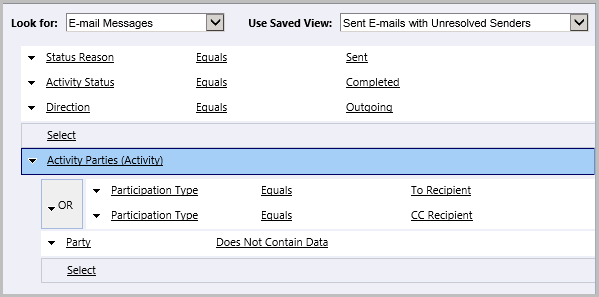 Look for: E-mail Messages Use Saved View: Sent E-mails with Unresolved Senders
Status Reason Equals Sent
Activity Status Equals Completed
Direction Equals Outgoing
Select
Activity Parties (Activity)
OR
Participation Type Equals To Recipient
Participation Type Equals CC Recipient
Party Does Not Contain Data
Select